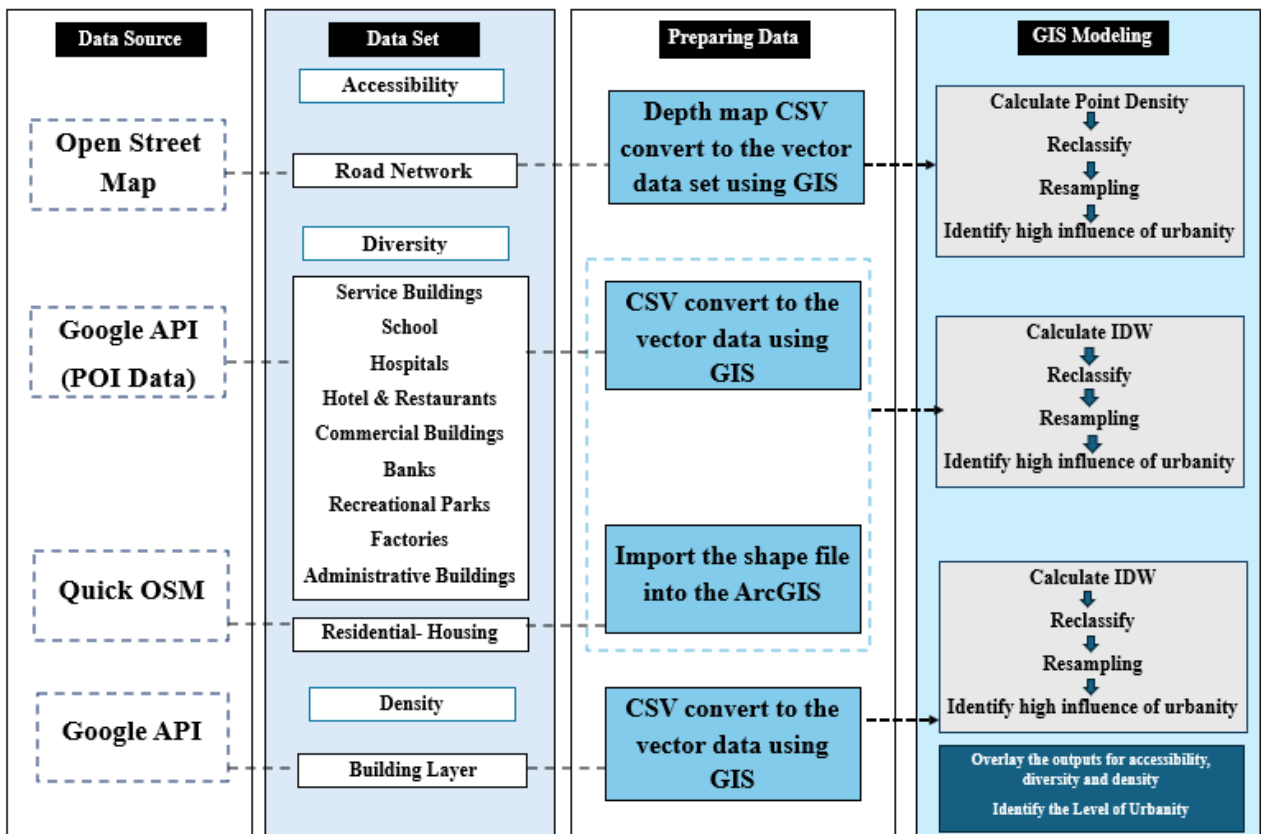 Data Source
Open Street
Map
Google API
(POI Data)
Quick OSM
Google API
Data Set
Accessibility
Road Network
Diversity
Service Buildings
School
Hospitals
Hotel & Restaurants
Commercial Buildings
Banks
Recreational Parks
Factories
Administrative Buildings
Residential- Housing
Density
Building Layer
Preparing Data
Depth map CSV
convert to the vector
data set using GIS
CSV convert to the
vector data using
GIS
Import the shape file
into the ArcGIS
CSV convert to the
vector data using
GIS
GIS Modeling
Calculate Point Density
Reclassify
Resampling
Identify high influence of urbanity
Calculate IDW
Reclassify
Resampling
Identify high influence of urbanity
Calculate IDW
Reclassify
Resampling
Identify high influence of urbanity
Overlay the outputs for accessibility,
diversity and density
Identify the Level of Urbanity